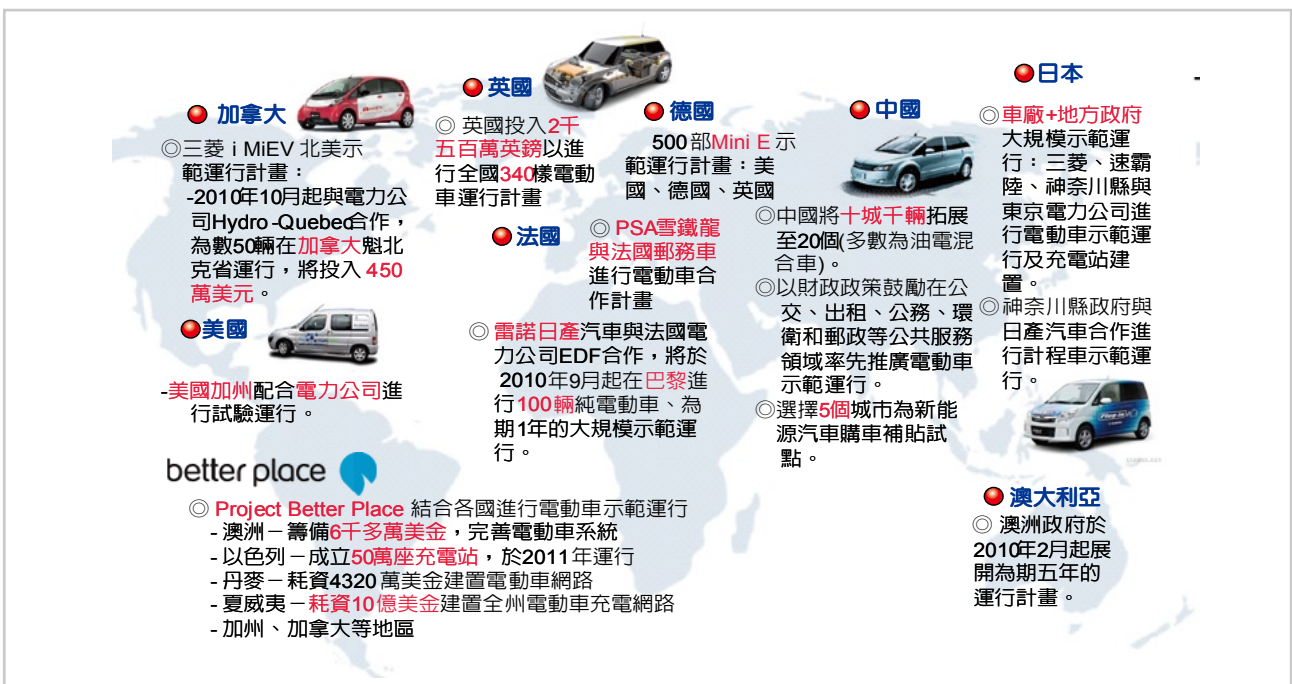 加拿大
◎三菱 i MiEV 北美示
範運行計畫：
-2010年10月起與電力公
司Hydro -Quebec合作，
為數50輛在加拿大魁北
克省運行，將投入 450
萬美元。
英國
◎ 英國投入2千
五百萬英鎊以進
行全國340樣電動
車運行計畫
德國
500部Mini E 示
範運行計畫：美
國、德國、英國
中國
◎中國將十城千輛拓展
至20個(多數為油電混
合車)。
◎以財政政策鼓勵在公
交、出租、公務、環
衛和郵政等公共服務
領域率先推廣電動車
示範運行。
◎選擇5個城市為新能
源汽車購車補貼試
點。
日本
◎車廠+地方政府
大規模示範運
行：三菱、速霸
陸、神奈川縣與
東京電力公司進
行電動車示範運
行及充電站建
置。
◎神奈川縣政府與
日產汽車合作進
行計程車示範運
行。
法國
◎ PSA雪鐵龍
與法國郵務車
進行電動車合
作計畫
◎ 雷諾日產汽車與法國電
力公司EDF合作，將於
2010年9月起在巴黎進
行100輛純電動車、為
期1年的大規模示範運
行。
美國
-美國加州配合電力公司進
行試驗運行。
better place
◎ Project Better Place 結合各國進行電動車示範運行
- 澳洲－籌備6千多萬美金，完善電動車系統
- 以色列－成立50萬座充電站，於2011年運行
- 丹麥－耗資4320 萬美金建置電動車網路
- 夏威夷－耗資10億美金建置全州電動車充電網路
- 加州、加拿大等地區
澳大利亞
◎ 澳洲政府於
2010年2月起展
開為期五年的
運行計畫。